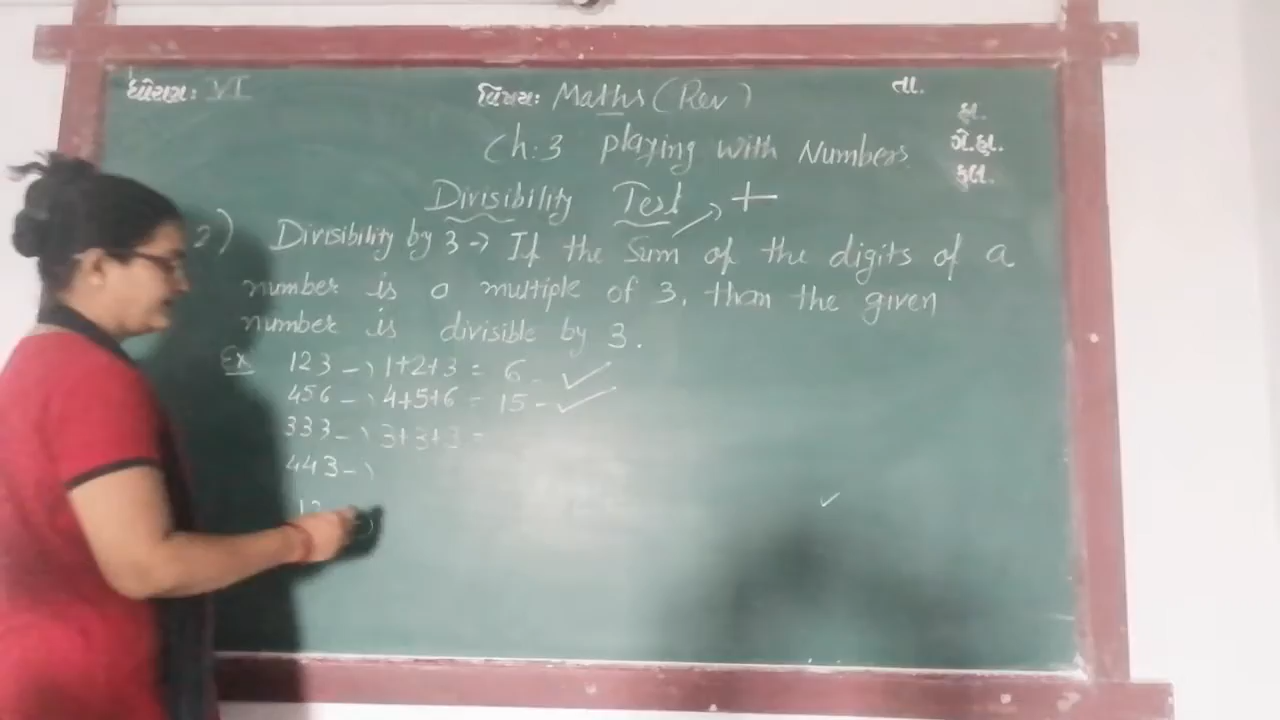 ધોરણ: VI વિષય: Maths (Rev) તા.
હા.
Ch:3 Playing with Numbers ગે.હા.
કુલ.
Divisibility Test → +
2) Divisibility by 3 → If the Sum of the digits of a
number is a multiple of 3, then the given
number is divisible by 3.
Ex 123 → 1+2+3 = 6 - ✓
456 → 4+5+6 = 15 - ✓
333 → 3+3+3 =
443 →